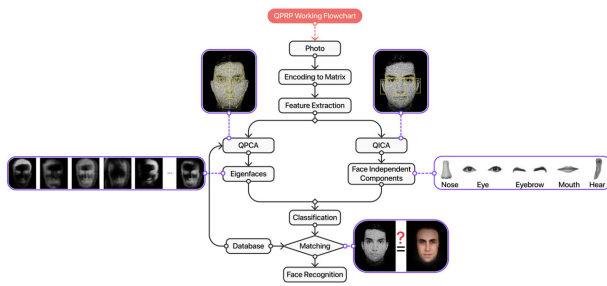 QPRP Working Flowchart
Photo
Encoding to Matrix
Feature Extraction
QPCA
QICA
Eigenfaces
Face Independent
Components
...
Nose Eye Eyebrow Mouth Hear
Classification
Database
Matching
?
=
Face Recognition